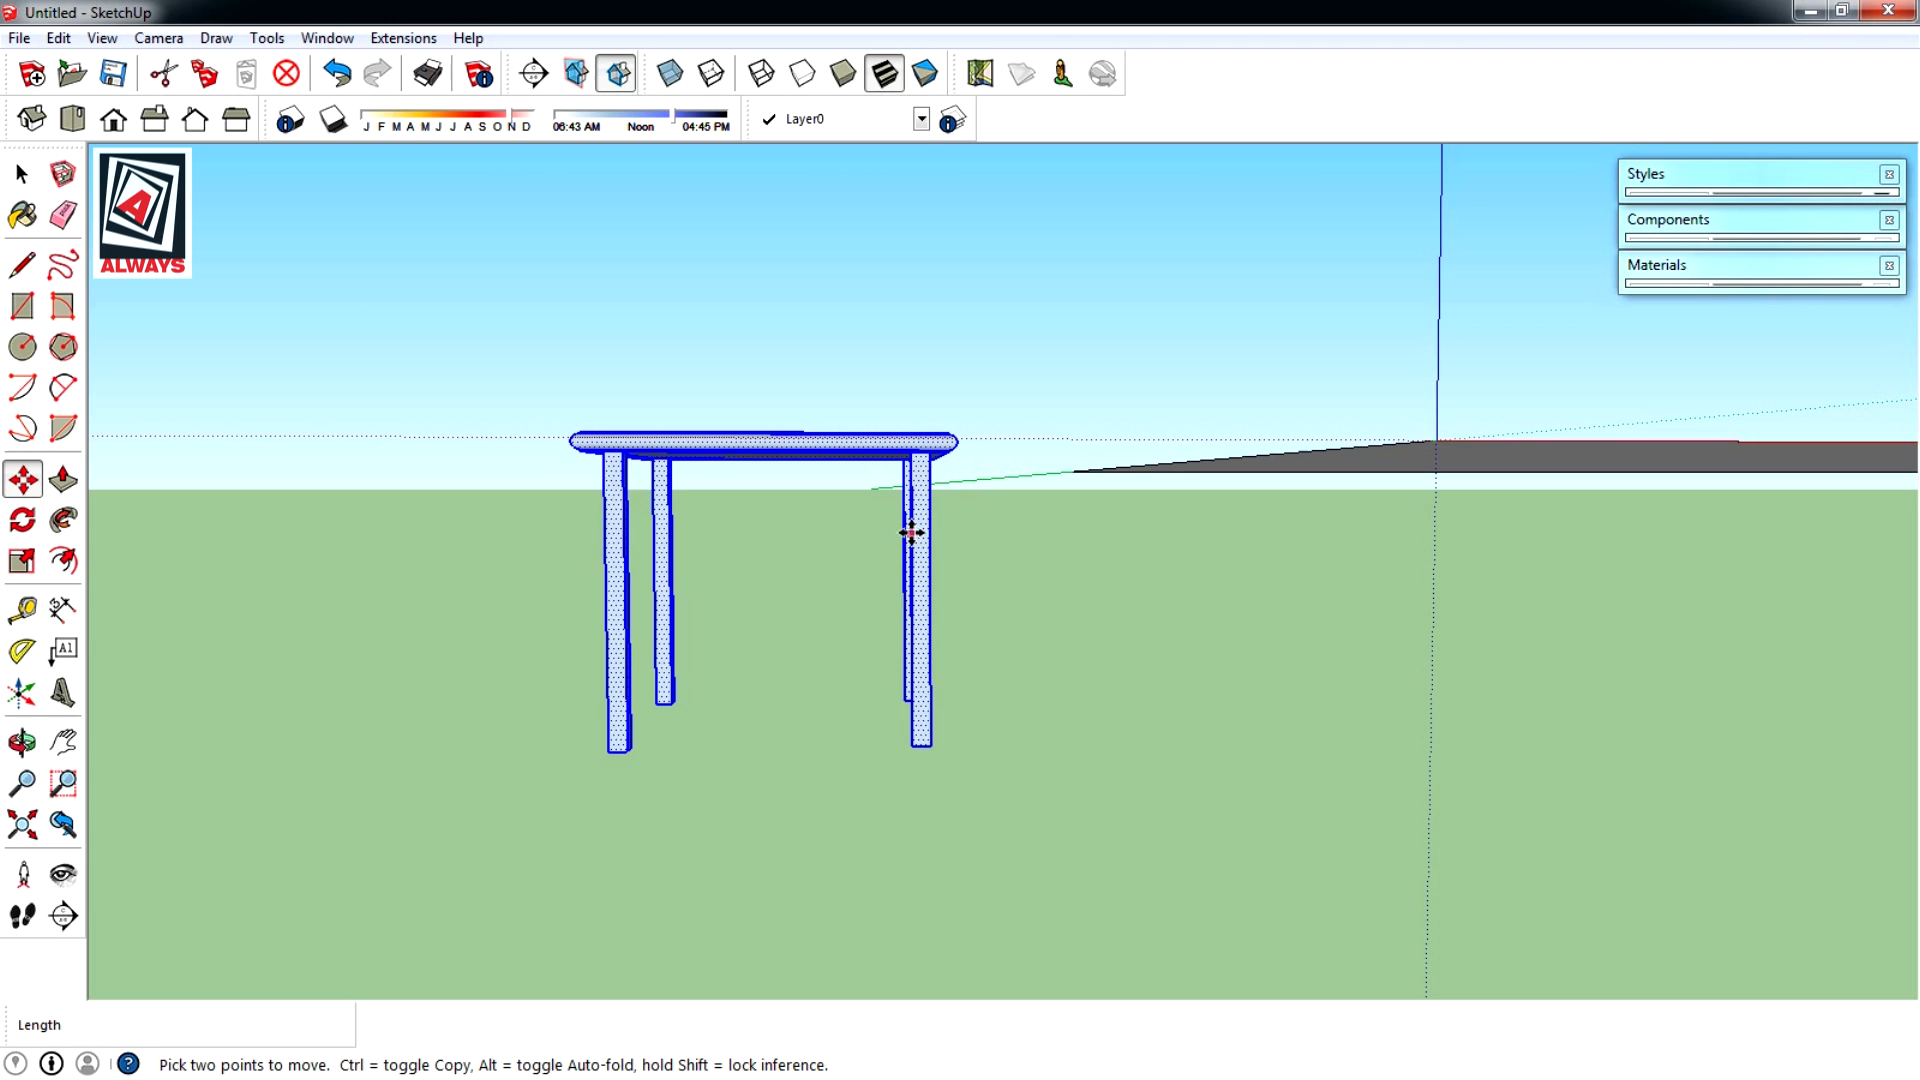 Untitled - SketchUp
File Edit View Camera Draw Tools Window Extensions Help
J F M A M J J A S O N D
06:43 AM Noon 04:45 PM
Layer0
A
ALWAYS
Styles
Components
Materials
A1
Length
Pick two points to move. Ctrl = toggle Copy, Alt = toggle Auto-fold, hold Shift = lock inference.